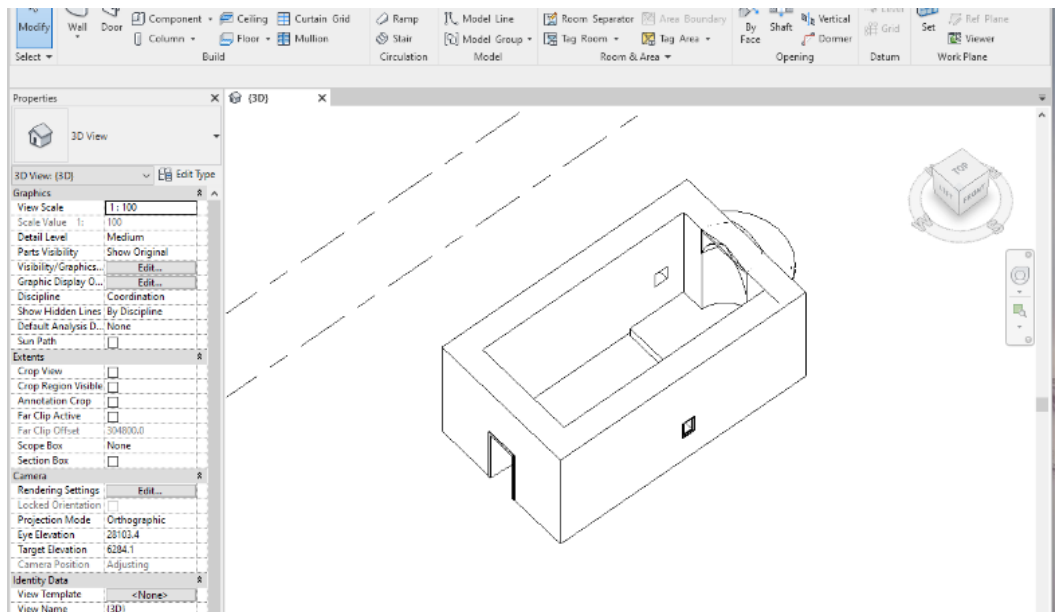 Modify Wall Door Component Ceiling Curtain Grid Ramp Model Line Room Separator Area Boundary By Face Shaft Vertical Level Set Ref Plane
Column Floor Mullion Stair Model Group Tag Room Tag Area Dormer Grid Viewer
Select Build Circulation Model Room & Area Opening Datum Work Plane
Properties X {3D} X
3D View
3D View: {3D} Edit Type
Graphics
View Scale 1 : 100
Scale Value 1: 100
Detail Level Medium
Parts Visibility Show Original
Visibility/Graphics... Edit...
Graphic Display O... Edit...
Discipline Coordination
Show Hidden Lines By Discipline
Default Analysis D... None
Sun Path
Extents
Crop View
Crop Region Visible
Annotation Crop
Far Clip Active
Far Clip Offset 304800.0
Scope Box None
Section Box
Camera
Rendering Settings Edit...
Locked Orientation
Projection Mode Orthographic
Eye Elevation 28103.4
Target Elevation 6284.1
Camera Position Adjusting
Identity Data
View Template <None>
View Name {3D}
TOP
LEFT FRONT